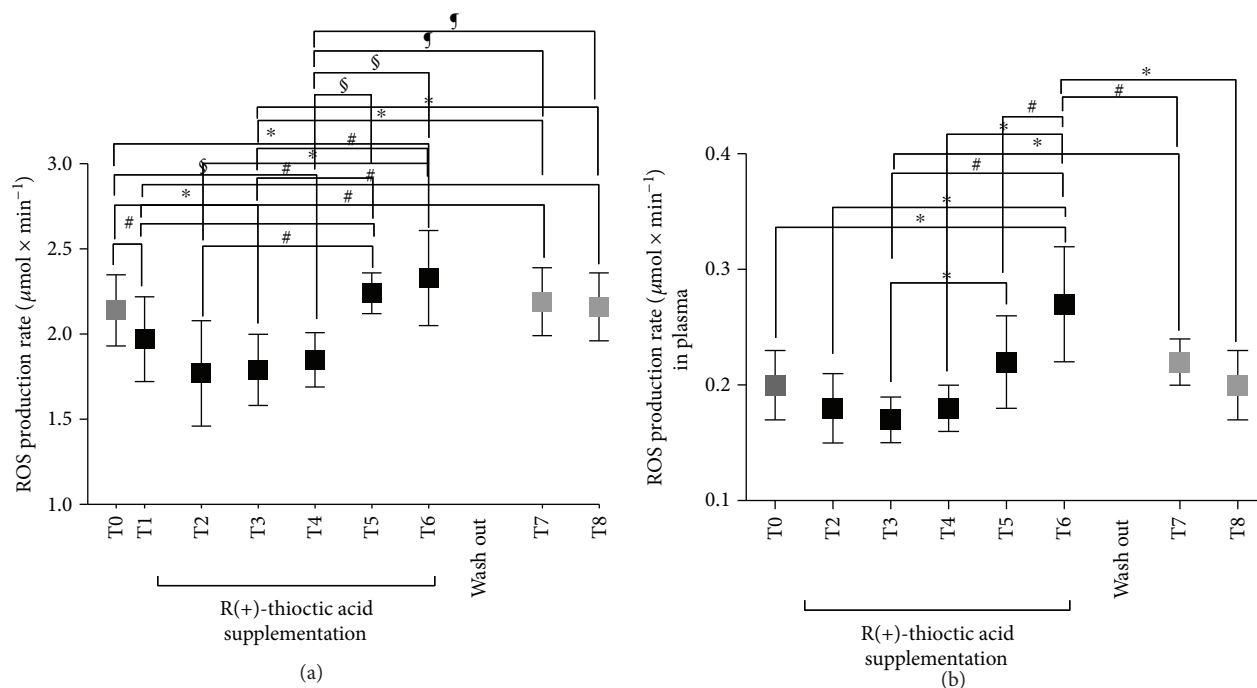 ¶
¶
§
§
*
*
*
#
§
*
#
#
*
#
#
#
3.0
2.5
2.0
1.5
1.0
ROS production rate (μmol × min⁻¹)
T0
T1
T2
T3
T4
T5
T6
Wash out
T7
T8
R(+)-thioctic acid
supplementation
(a)
*
#
#
*
*
#
*
*
*
0.4
0.3
0.2
0.1
ROS production rate (μmol × min⁻¹)
in plasma
T0
T2
T3
T4
T5
T6
Wash out
T7
T8
R(+)-thioctic acid
supplementation
(b)